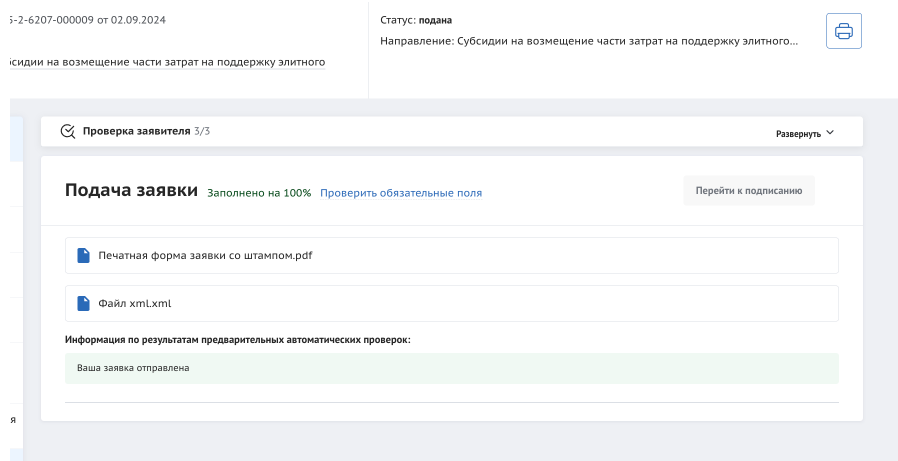 5-2-6207-000009 от 02.09.2024
Статус: подана
Направление: Субсидии на возмещение части затрат на поддержку элитного...
бсидии на возмещение части затрат на поддержку элитного
Проверка заявителя 3/3
Развернуть
Подача заявки Заполнено на 100% Проверить обязательные поля
Перейти к подписанию
Печатная форма заявки со штампом.pdf
Файл xml.xml
Информация по результатам предварительных автоматических проверок:
Ваша заявка отправлена
я